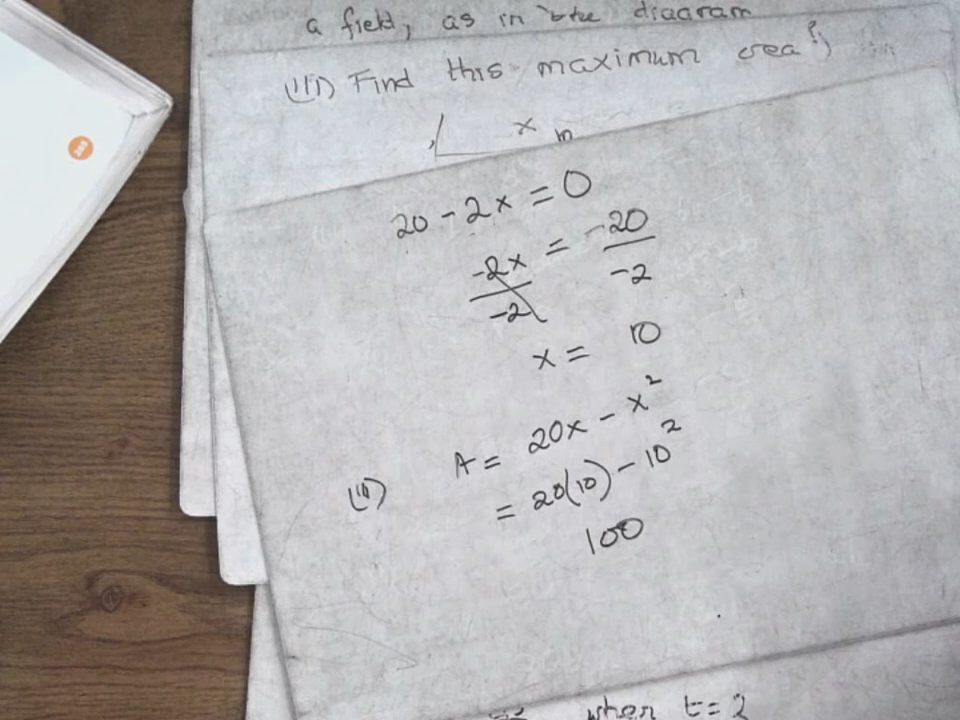 a field, as in the diagram
(iii) Find this maximum area?
x m
20 - 2x = 0
-2x/-2 = -20/-2
x = 10
A = 20x - x²
(iii) = 20(10) - 10²
100
when t=2